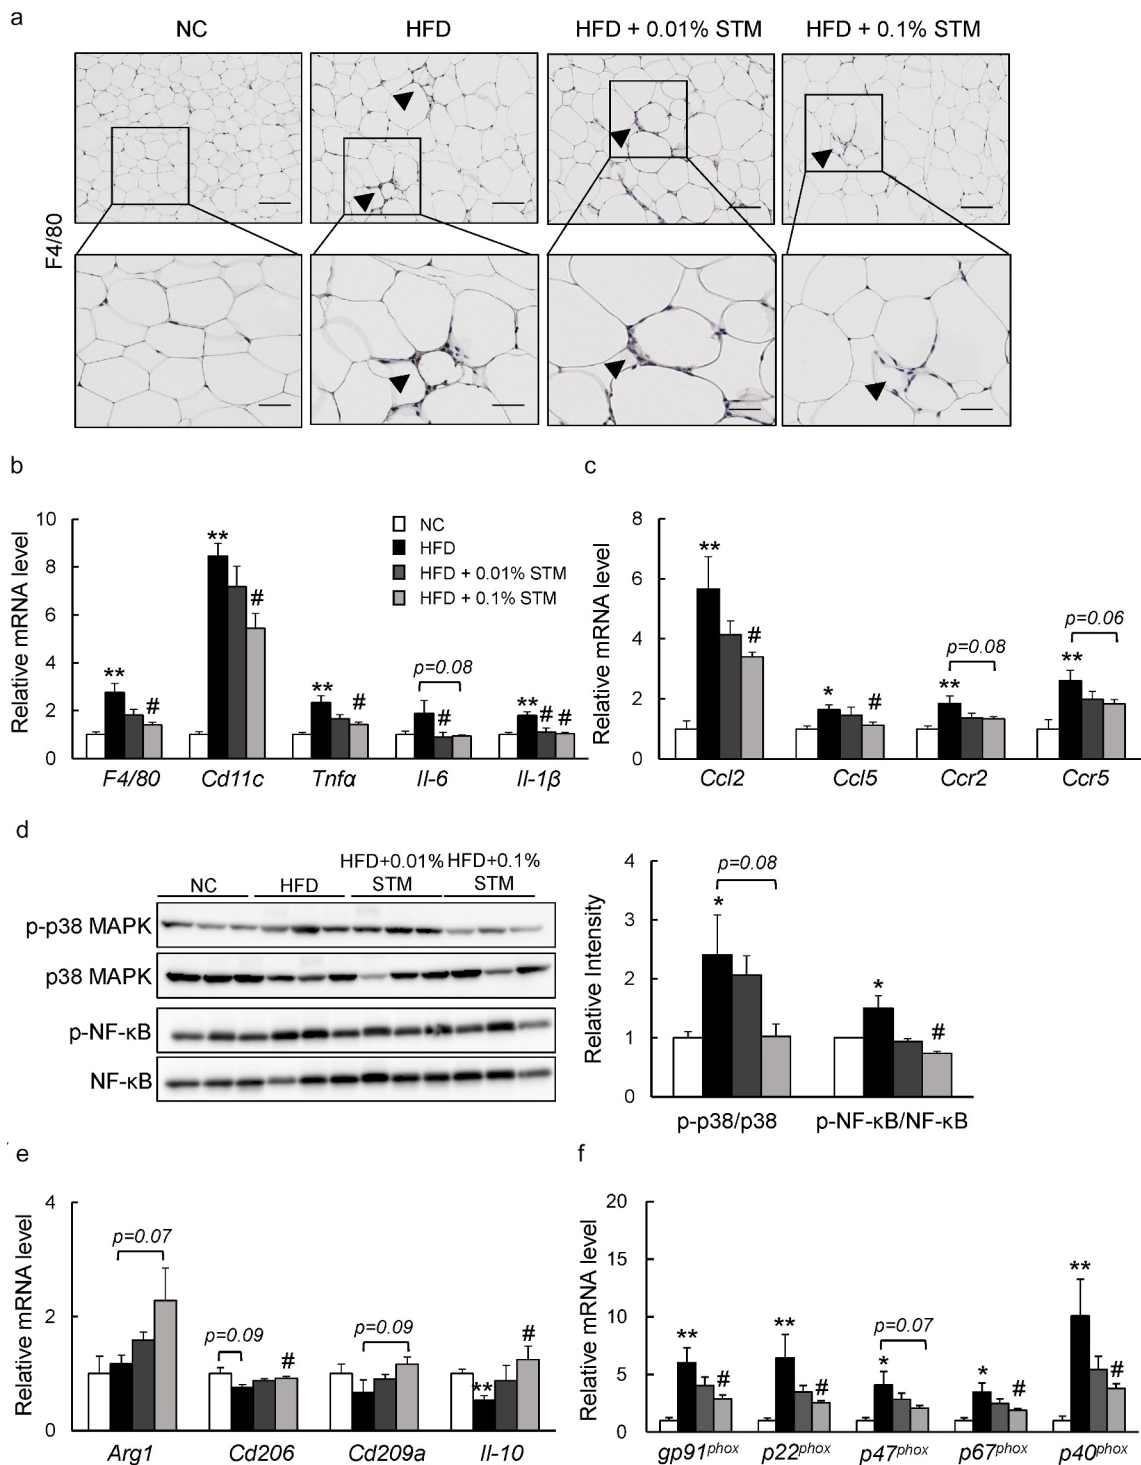 a
NC
HFD
HFD + 0.01% STM
HFD + 0.1% STM
F4/80
b
Relative mRNA level
10
8
6
4
2
0
**
#
**
#
**
#
p=0.08
#
**
#
#
NC
HFD
HFD + 0.01% STM
HFD + 0.1% STM
F4/80
Cd11c
Tnfα
Il-6
Il-1β
c
Relative mRNA level
8
6
4
2
0
**
#
*
#
**
p=0.08
**
p=0.06
Ccl2
Ccl5
Ccr2
Ccr5
d
NC
HFD
HFD+0.01% STM
HFD+0.1% STM
p-p38 MAPK
p38 MAPK
p-NF-κB
NF-κB
Relative Intensity
4
3
2
1
0
p=0.08
*
*
#
p-p38/p38
p-NF-κB/NF-κB
e
Relative mRNA level
4
2
0
p=0.07
p=0.09
#
p=0.09
**
#
Arg1
Cd206
Cd209a
Il-10
f
Relative mRNA level
20
15
10
5
0
**
#
**
#
p=0.07
*
*
#
**
#
gp91phox
p22phox
p47phox
p67phox
p40phox